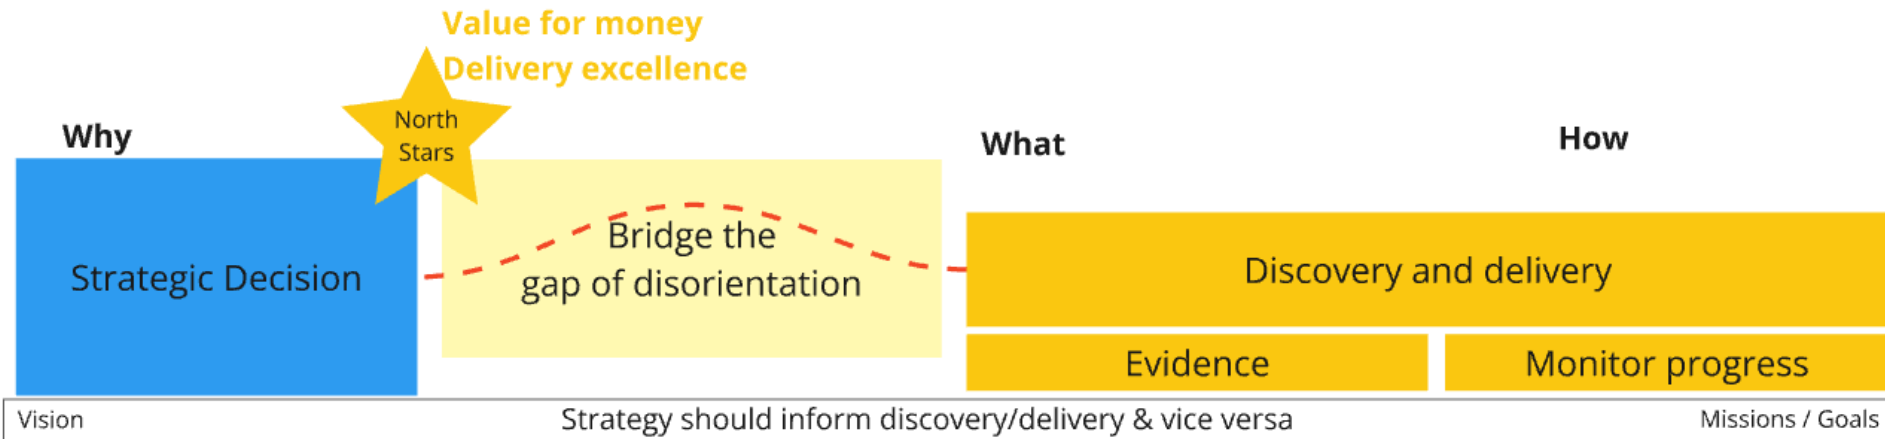 Value for money
Delivery excellence
North
Stars
Why
What
How
Strategic Decision
Bridge the
gap of disorientation
Discovery and delivery
Evidence
Monitor progress
Vision
Strategy should inform discovery/delivery & vice versa
Missions / Goals